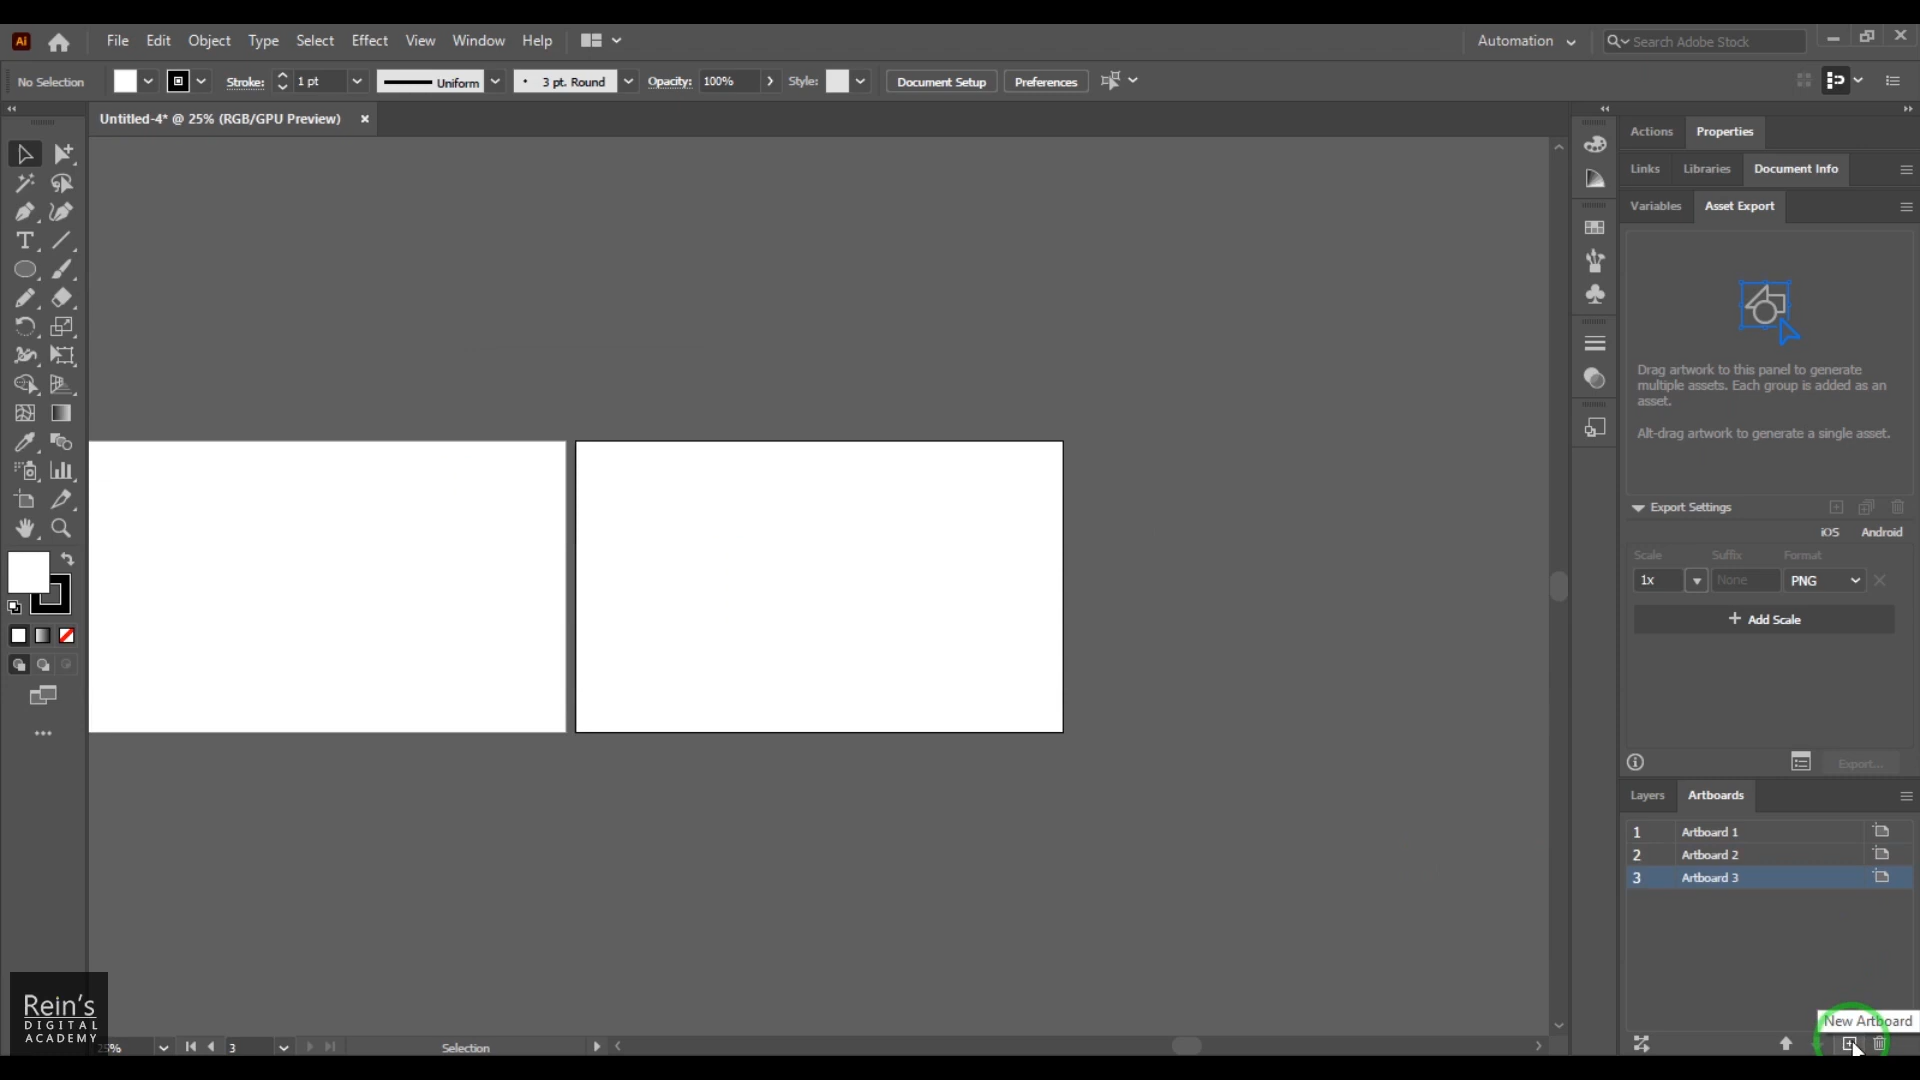 Ai
File Edit Object Type Select Effect View Window Help
Automation
Search Adobe Stock
No Selection
Stroke: 1 pt
Uniform
3 pt. Round
Opacity: 100%
Style:
Document Setup
Preferences
Untitled-4* @ 25% (RGB/GPU Preview) ×
Actions Properties
Links Libraries Document Info
Variables Asset Export
Drag artwork to this panel to generate
multiple assets. Each group is added as an
asset.
Alt-drag artwork to generate a single asset.
Export Settings
iOS Android
Scale Suffix Format
1x None PNG
+ Add Scale
Export...
Layers Artboards
1 Artboard 1
2 Artboard 2
3 Artboard 3
New Artboard
Rein's
DIGITAL
ACADEMY
25% 3 Selection